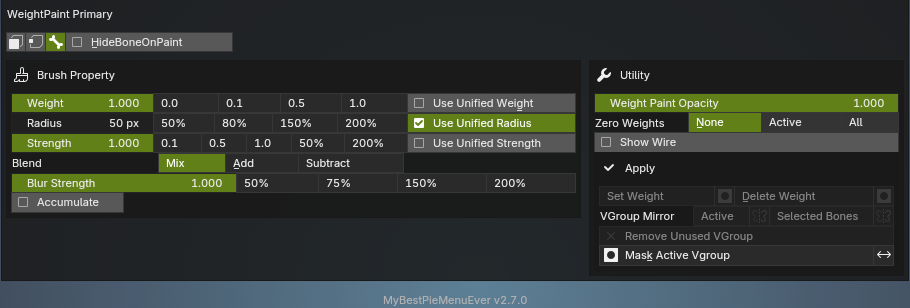 WeightPaint Primary
HideBoneOnPaint
Brush Property
Weight 1.000 0.0 0.1 0.5 1.0 Use Unified Weight
Radius 50 px 50% 80% 150% 200% Use Unified Radius
Strength 1.000 0.1 0.5 1.0 50% 200% Use Unified Strength
Blend Mix Add Subtract
Blur Strength 1.000 50% 75% 150% 200%
Accumulate
Utility
Weight Paint Opacity 1.000
Zero Weights None Active All
Show Wire
Apply
Set Weight Delete Weight
VGroup Mirror Active Selected Bones
Remove Unused VGroup
Mask Active Vgroup
MyBestPieMenuEver v2.7.0